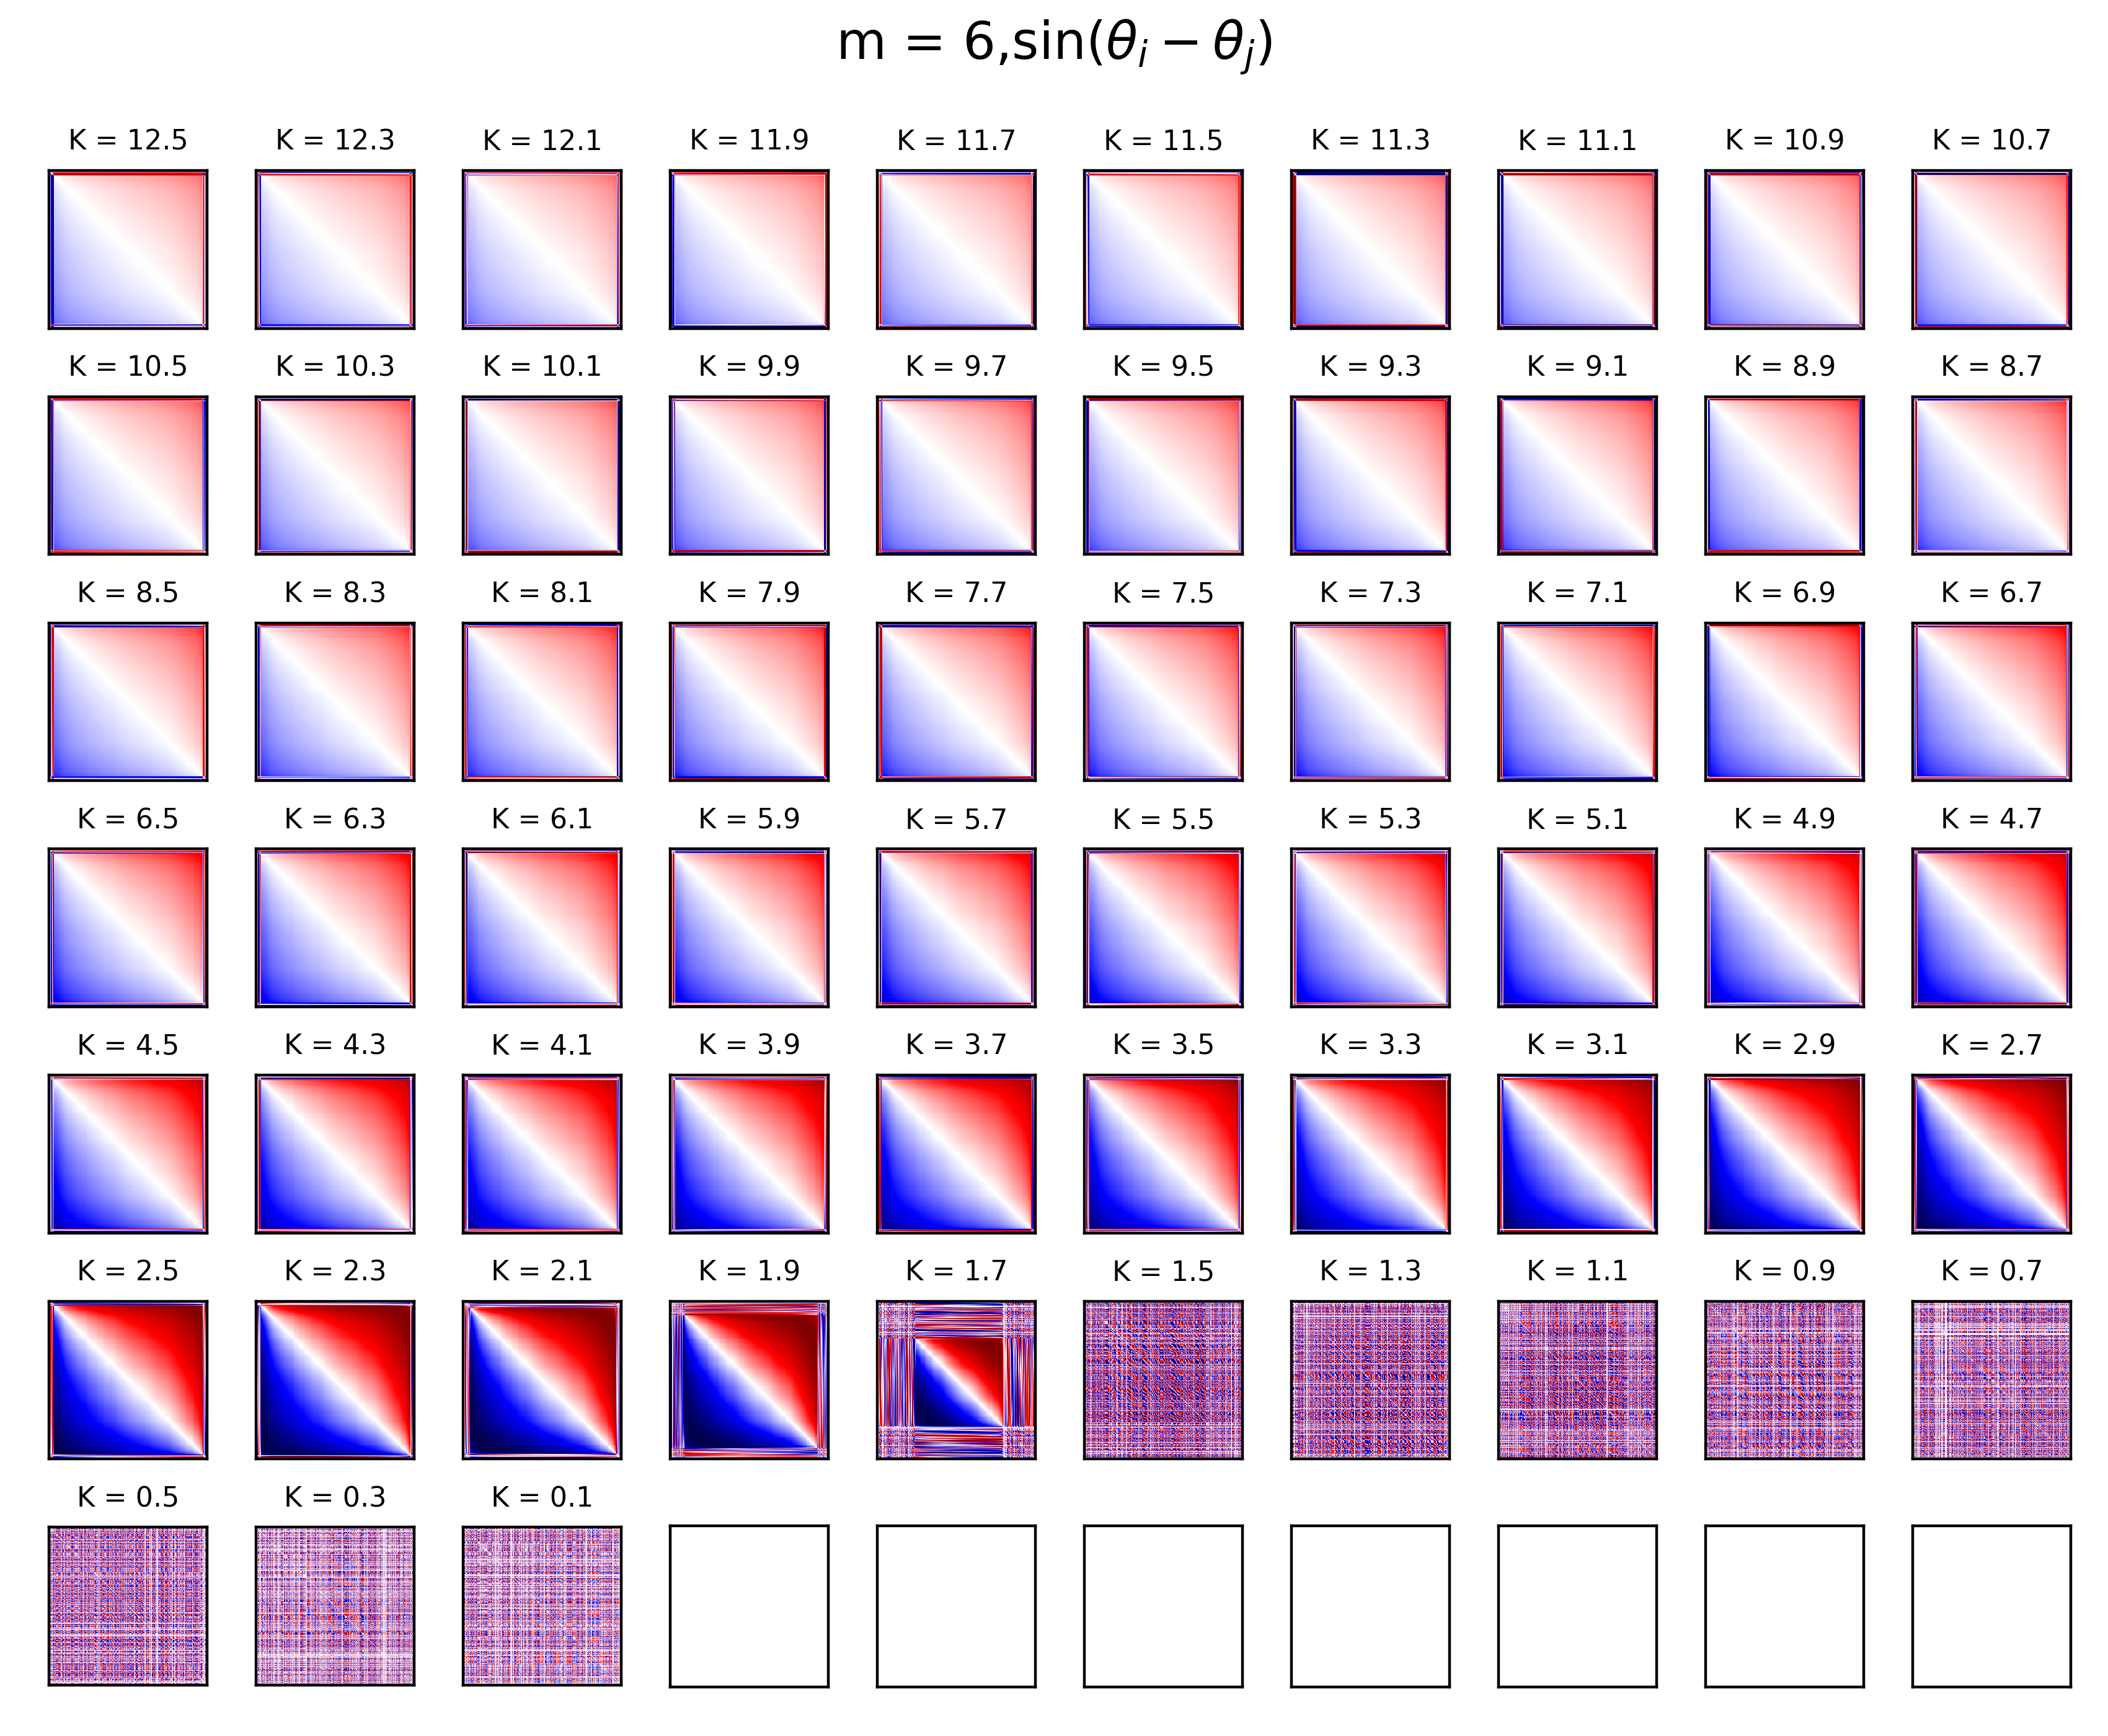 m = 6,sin(θ_i − θ_j)
K = 12.5 K = 12.3 K = 12.1 K = 11.9 K = 11.7 K = 11.5 K = 11.3 K = 11.1 K = 10.9 K = 10.7
K = 10.5 K = 10.3 K = 10.1 K = 9.9 K = 9.7 K = 9.5 K = 9.3 K = 9.1 K = 8.9 K = 8.7
K = 8.5 K = 8.3 K = 8.1 K = 7.9 K = 7.7 K = 7.5 K = 7.3 K = 7.1 K = 6.9 K = 6.7
K = 6.5 K = 6.3 K = 6.1 K = 5.9 K = 5.7 K = 5.5 K = 5.3 K = 5.1 K = 4.9 K = 4.7
K = 4.5 K = 4.3 K = 4.1 K = 3.9 K = 3.7 K = 3.5 K = 3.3 K = 3.1 K = 2.9 K = 2.7
K = 2.5 K = 2.3 K = 2.1 K = 1.9 K = 1.7 K = 1.5 K = 1.3 K = 1.1 K = 0.9 K = 0.7
K = 0.5 K = 0.3 K = 0.1